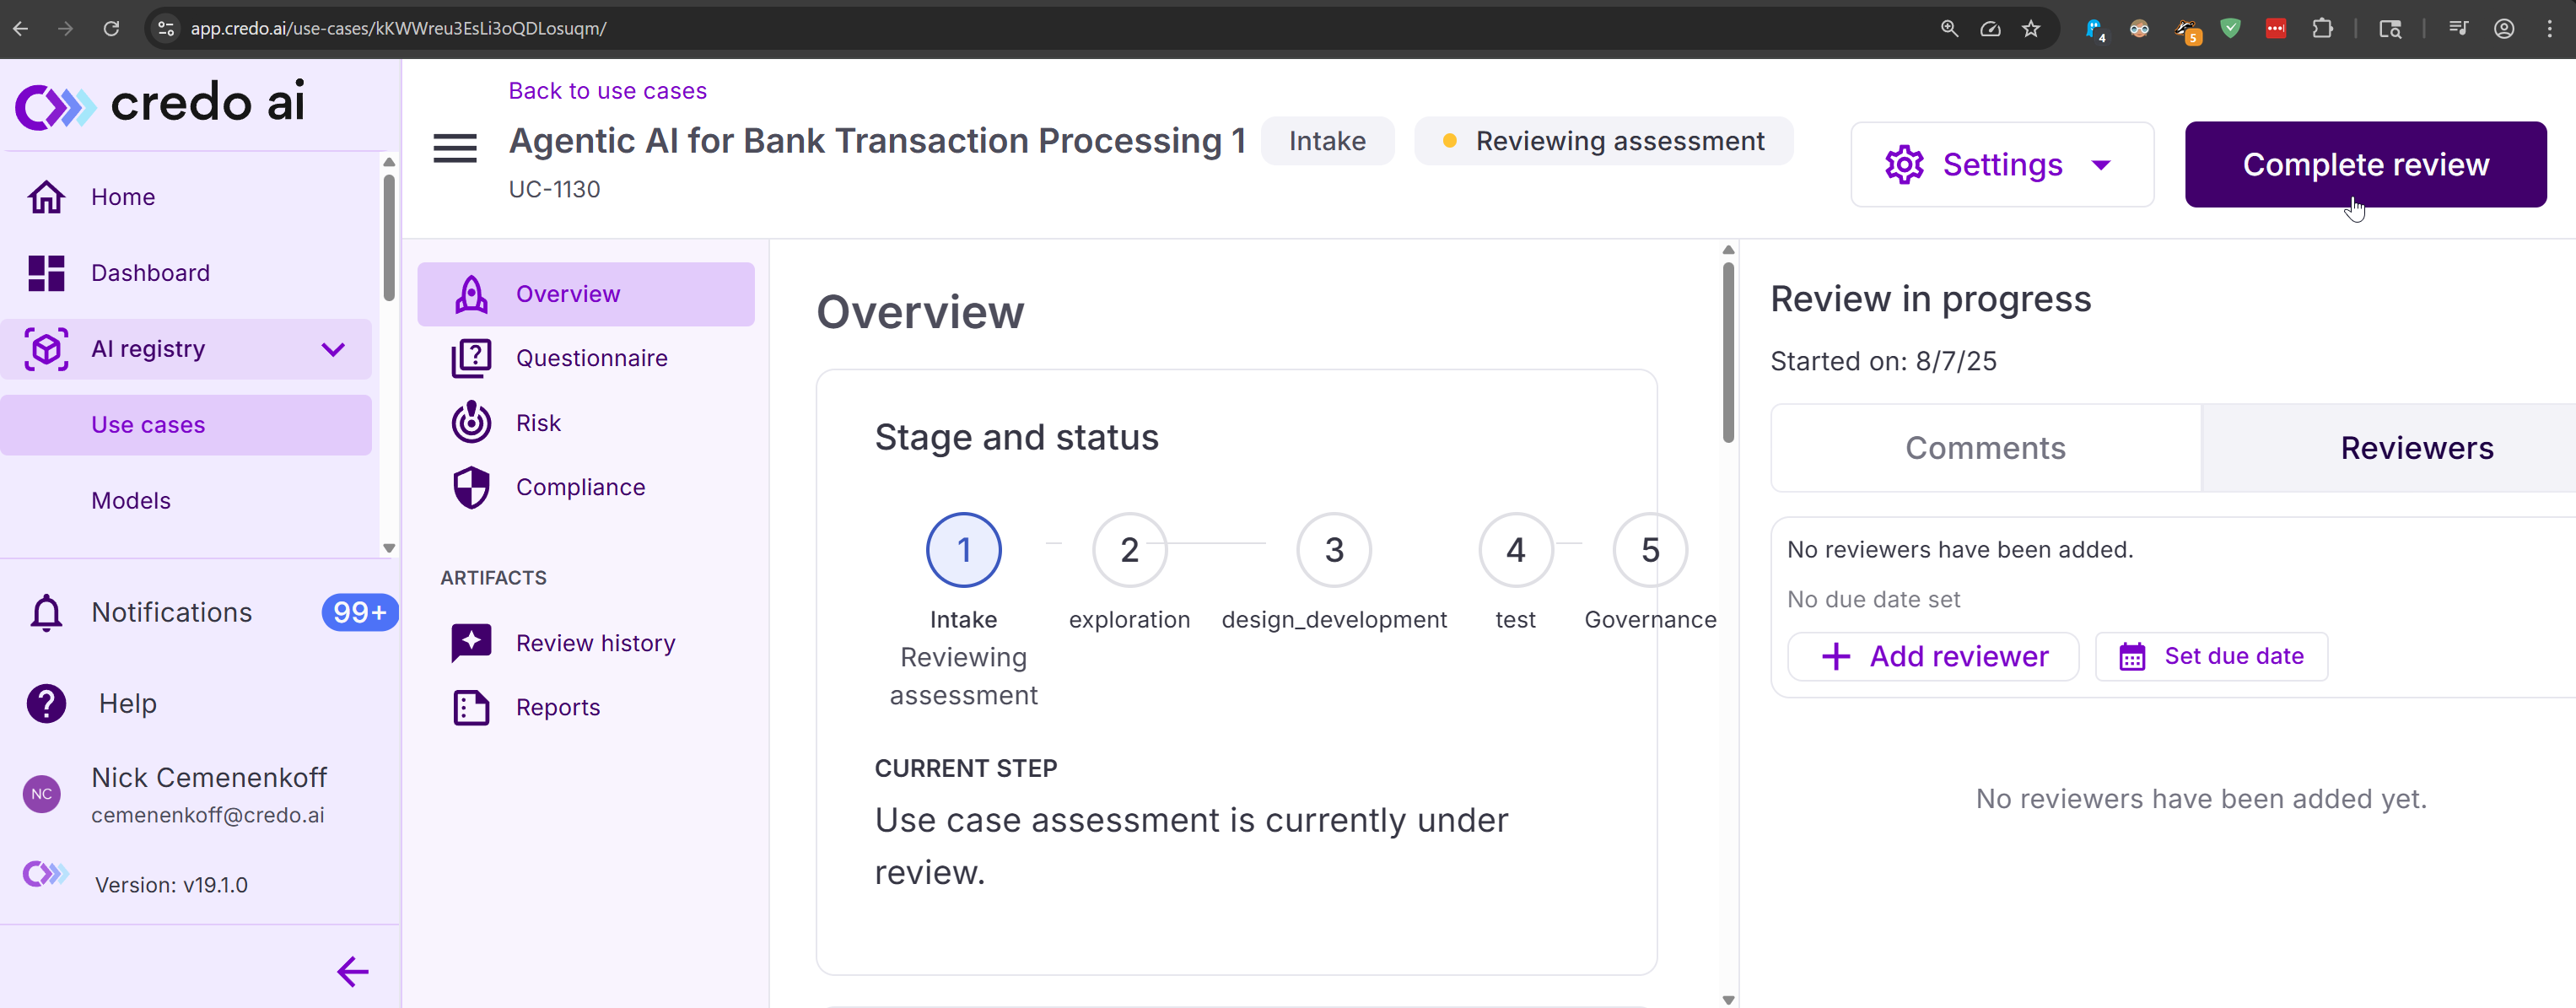 app.credo.ai/use-cases/kKWWreu3EsLi3oQDLosuqm/
4
5
credo ai
Home
Dashboard
AI registry
Use cases
Models
Notifications
99+
Help
NC
Nick Cemenenkoff
cemenenkoff@credo.ai
Version: v19.1.0
Back to use cases
Agentic AI for Bank Transaction Processing 1
Intake
Reviewing assessment
UC-1130
Settings
Complete review
Overview
Questionnaire
Risk
Compliance
ARTIFACTS
Review history
Reports
Overview
Stage and status
1
2
3
4
5
Intake
exploration
design_development
test
Governance
Reviewing
assessment
CURRENT STEP
Use case assessment is currently under
review.
Review in progress
Started on: 8/7/25
Comments
Reviewers
No reviewers have been added.
No due date set
Add reviewer
Set due date
No reviewers have been added yet.